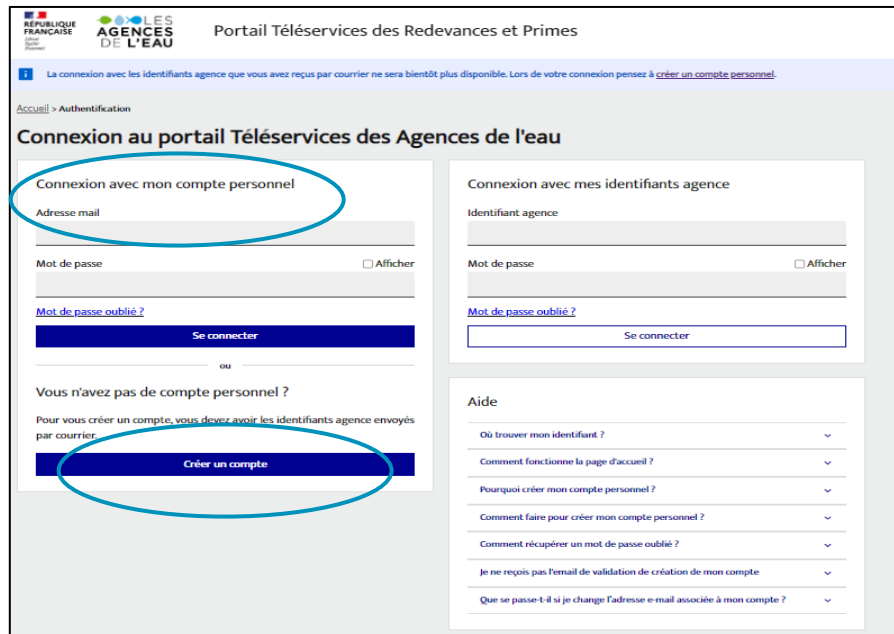 RÉPUBLIQUE
FRANÇAISE
Liberté
Égalité
Fraternité
LES
AGENCES
DE L'EAU
Portail Téléservices des Redevances et Primes
i La connexion avec les identifiants agence que vous avez reçus par courrier ne sera bientôt plus disponible. Lors de votre connexion pensez à créer un compte personnel.
Accueil > Authentification
Connexion au portail Téléservices des Agences de l'eau
Connexion avec mon compte personnel
Adresse mail
Mot de passe Afficher
Mot de passe oublié ?
Se connecter
ou
Vous n'avez pas de compte personnel ?
Pour vous créer un compte, vous devez avoir les identifiants agence envoyés
par courrier.
Créer un compte
Connexion avec mes identifiants agence
Identifiant agence
Mot de passe Afficher
Mot de passe oublié ?
Se connecter
Aide
Où trouver mon identifiant ?
Comment fonctionne la page d'accueil ?
Pourquoi créer mon compte personnel ?
Comment faire pour créer mon compte personnel ?
Comment récupérer un mot de passe oublié ?
Je ne reçois pas l'email de validation de création de mon compte
Que se passe-t-il si je change l'adresse e-mail associée à mon compte ?